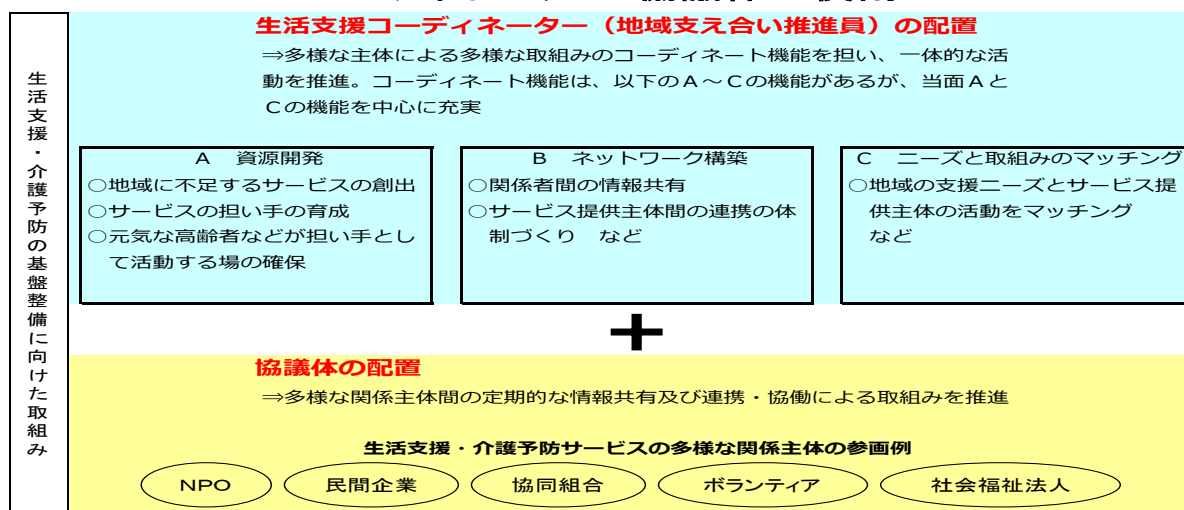 生活支援・介護予防の基盤整備に向けた取組み
生活支援コーディネーター（地域支え合い推進員）の配置
⇒多様な主体による多様な取組みのコーディネート機能を担い、一体的な活
動を推進。コーディネート機能は、以下のＡ～Ｃの機能があるが、当面Ａと
Ｃの機能を中心に充実
Ａ　資源開発
○地域に不足するサービスの創出
○サービスの担い手の育成
○元気な高齢者などが担い手とし
て活動する場の確保
Ｂ　ネットワーク構築
○関係者間の情報共有
○サービス提供主体間の連携の体
制づくり　など
Ｃ　ニーズと取組みのマッチング
○地域の支援ニーズとサービス提
供主体の活動をマッチング
など
＋
協議体の配置
⇒多様な関係主体間の定期的な情報共有及び連携・協働による取組みを推進
生活支援・介護予防サービスの多様な関係主体の参画例
NPO
民間企業
協同組合
ボランティア
社会福祉法人